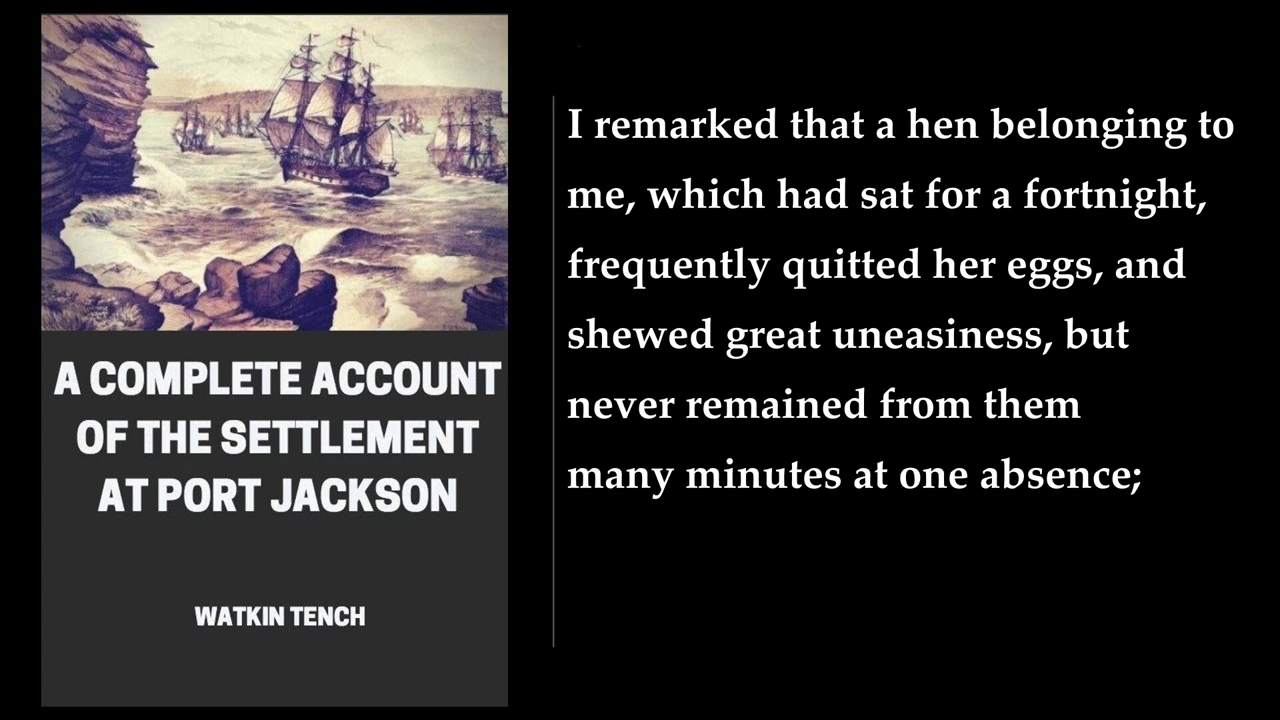 A COMPLETE ACCOUNT
OF THE SETTLEMENT
AT PORT JACKSON
WATKIN TENCH
I remarked that a hen belonging to
me, which had sat for a fortnight,
frequently quitted her eggs, and
shewed great uneasiness, but
never remained from them
many minutes at one absence;